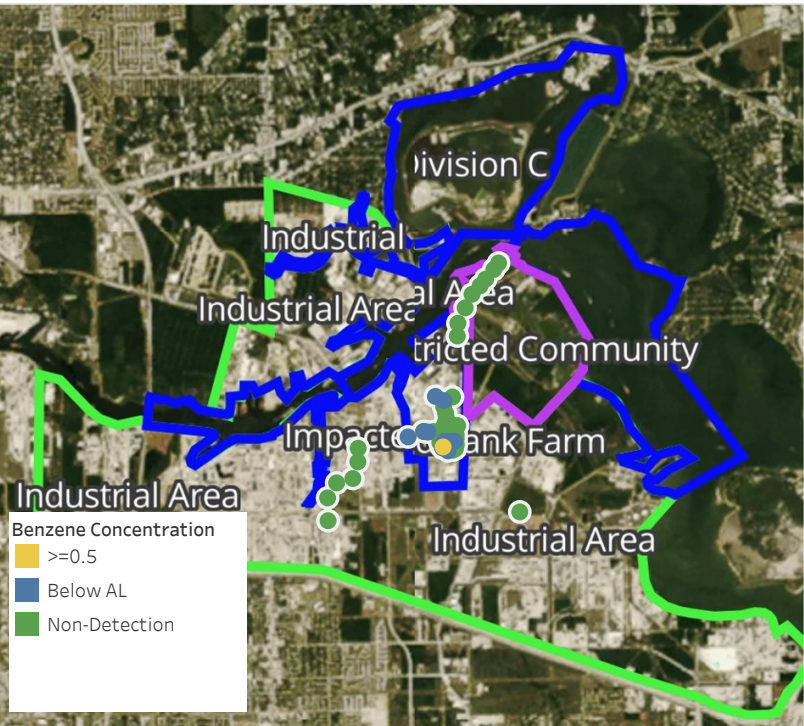 Division C
Industrial
al Area
Industrial Area
tricted Community
Impacte
ank Farm
Industrial Area
Industrial Area
Benzene Concentration
>=0.5
Below AL
Non-Detection